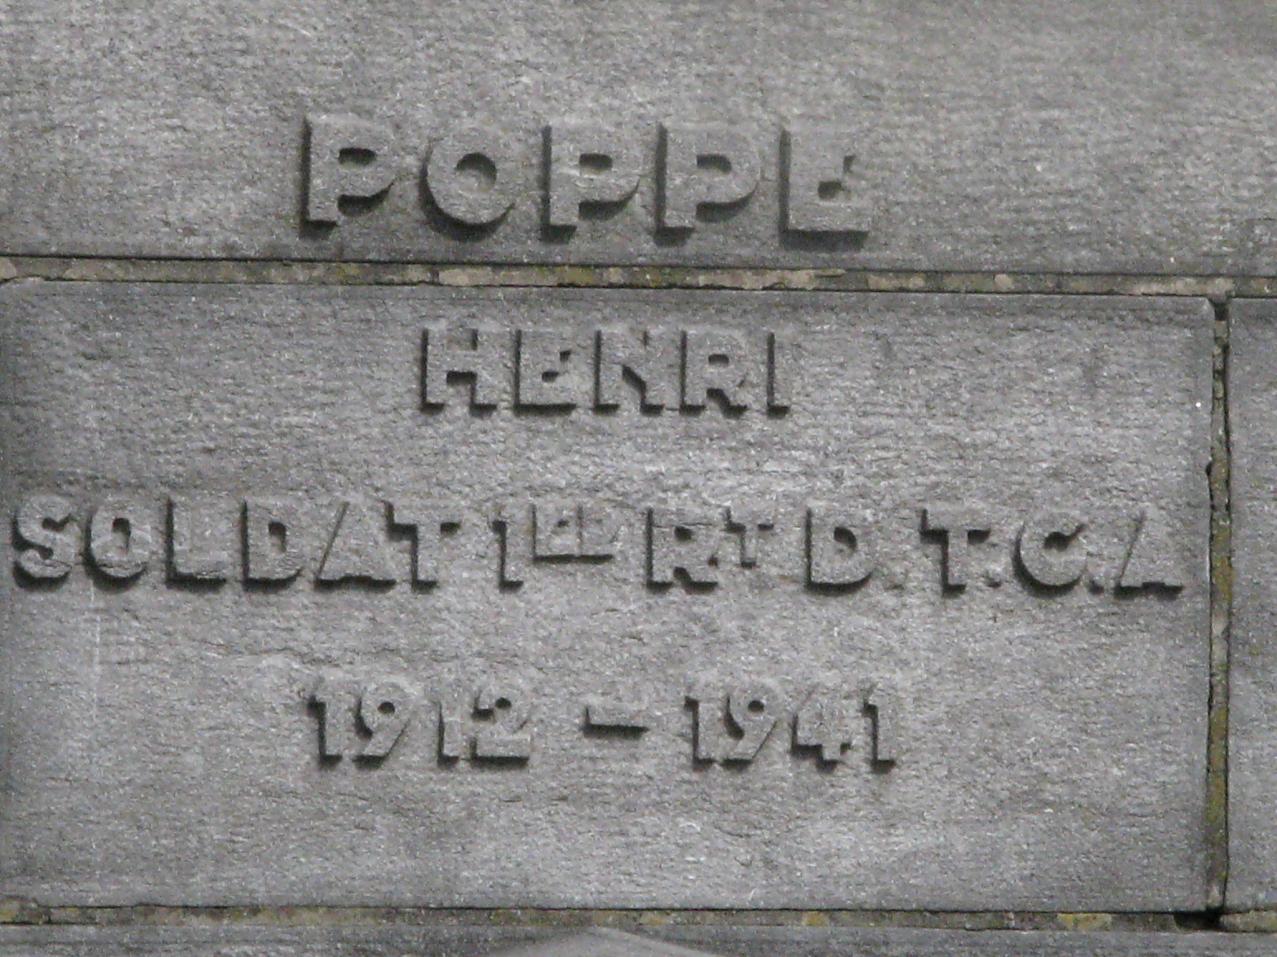 POPPE
HENRI
SOLDAT 1ER RT D.T.C.A
1912 - 1941